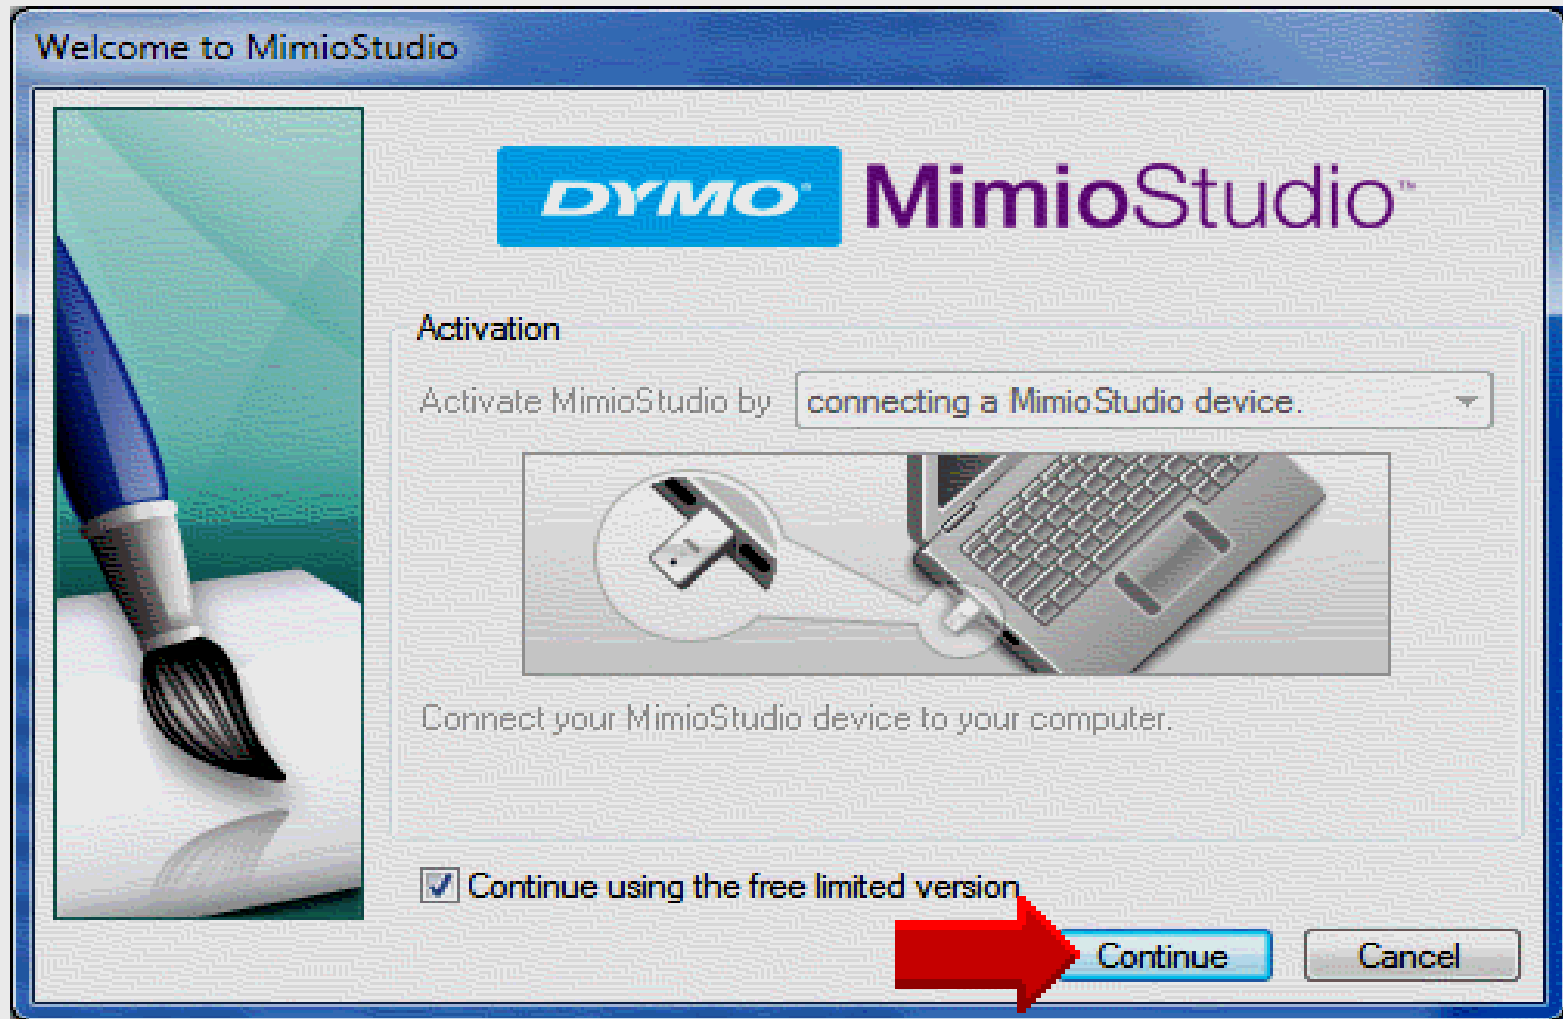 Welcome to MimioStudio
DYMO® MimioStudio™
Activation
Activate MimioStudio by connecting a MimioStudio device.
Connect your MimioStudio device to your computer.
Continue using the free limited version
Continue Cancel